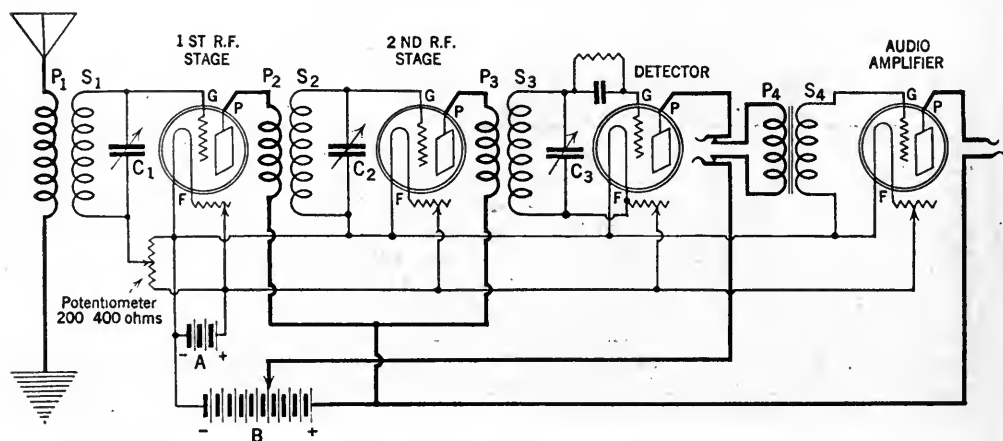 1 ST R.F.
STAGE
2 ND R.F.
STAGE
DETECTOR
AUDIO
AMPLIFIER
P1
S1
P2
S2
P3
S3
P4
S4
G
P
G
P
G
P
G
P
C1
C2
C3
F
F
F
F
Potentiometer
200 400 ohms
- A +
- B +